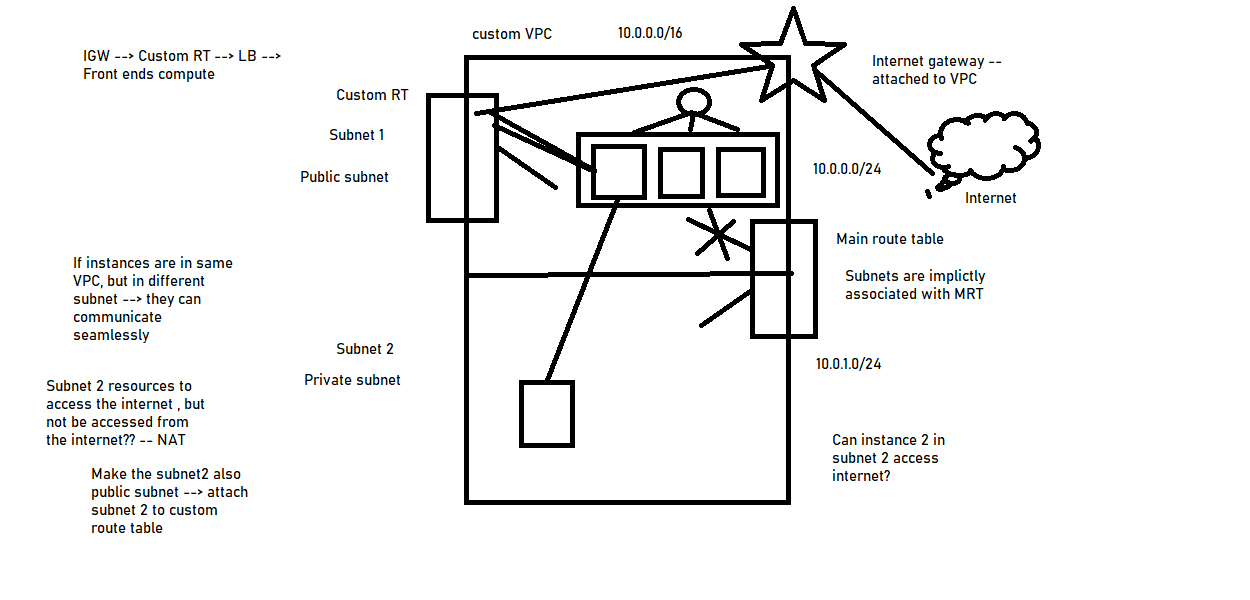 custom VPC
10.0.0.0/16
IGW --> Custom RT --> LB -->
Front ends compute
Internet gateway --
attached to VPC
Custom RT
Subnet 1
Public subnet
10.0.0.0/24
Internet
Main route table
Subnets are implictly
associated with MRT
If instances are in same
VPC, but in different
subnet --> they can
communicate
seamlessly
Subnet 2
Private subnet
10.0.1.0/24
Subnet 2 resources to
access the internet , but
not be accessed from
the internet?? -- NAT
Can instance 2 in
subnet 2 access
internet?
Make the subnet2 also
public subnet --> attach
subnet 2 to custom
route table